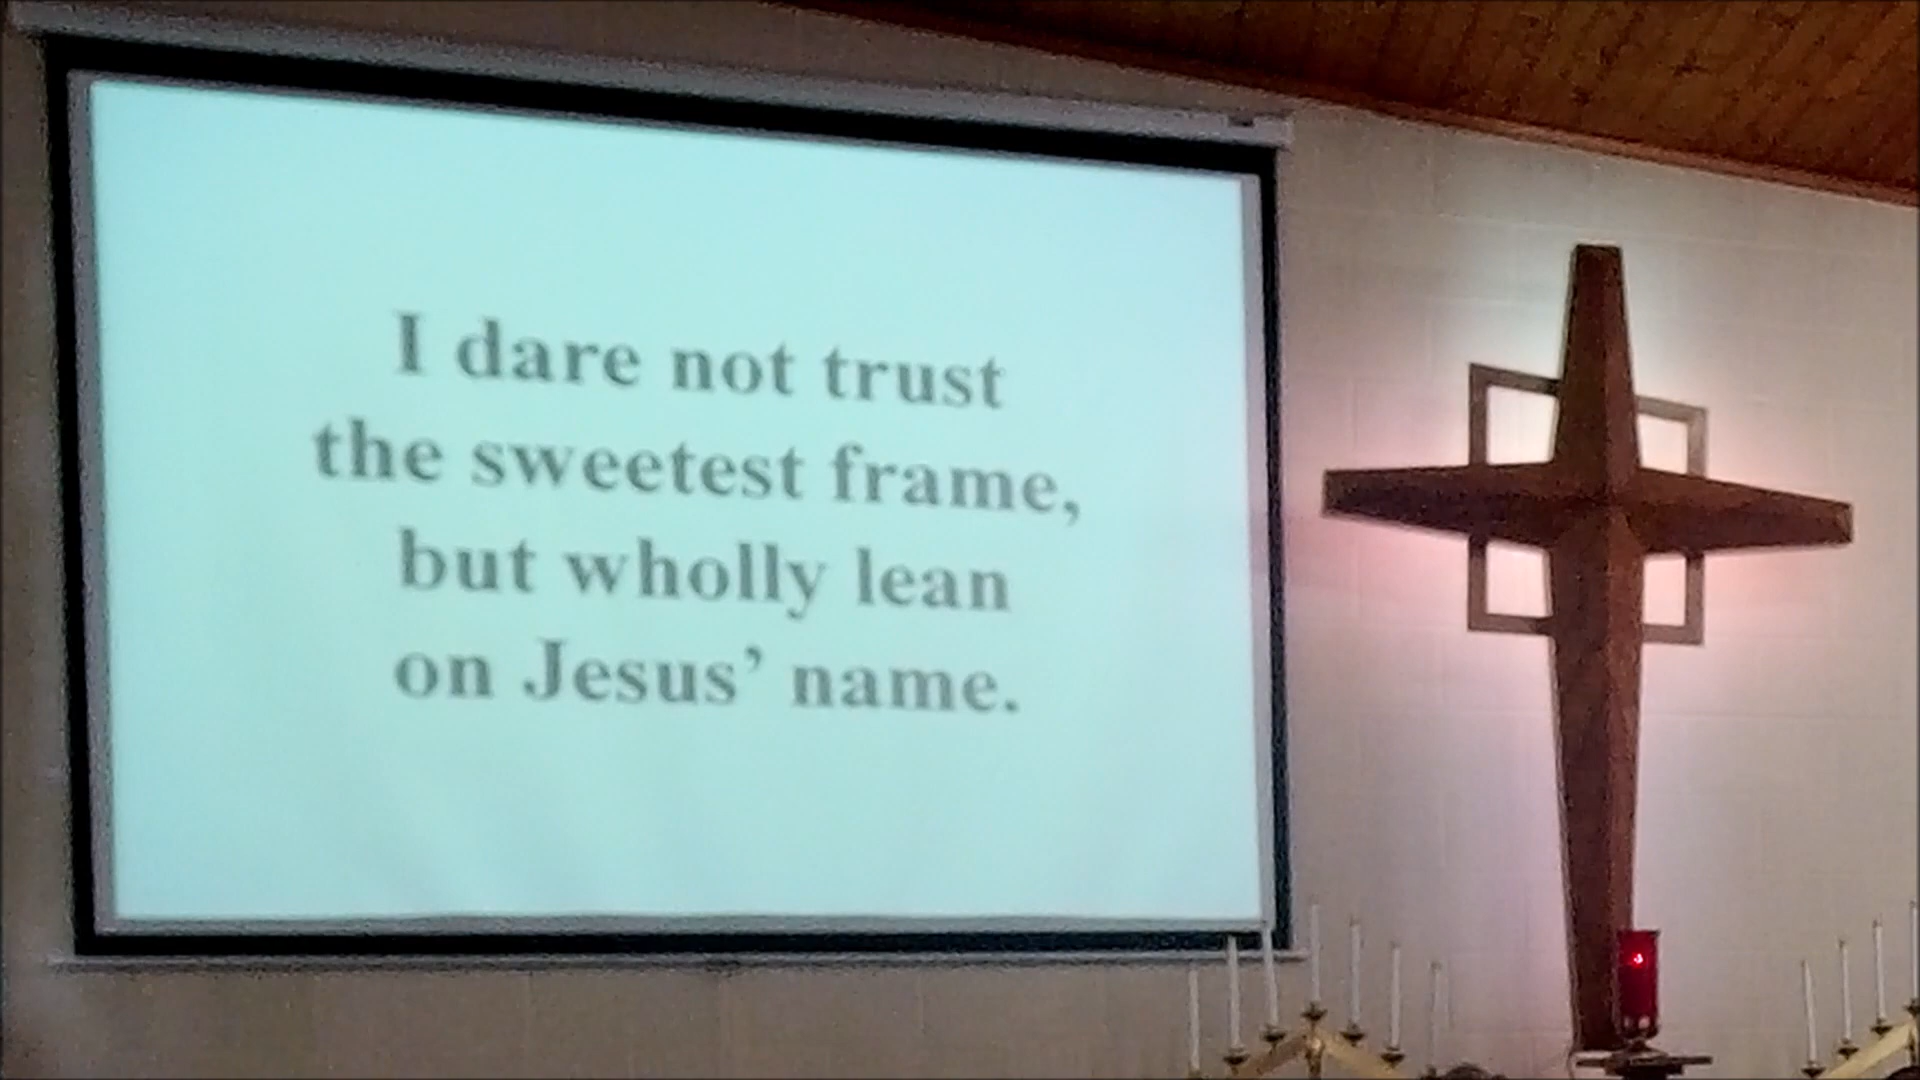 I dare not trust
the sweetest frame,
but wholly lean
on Jesus’ name.